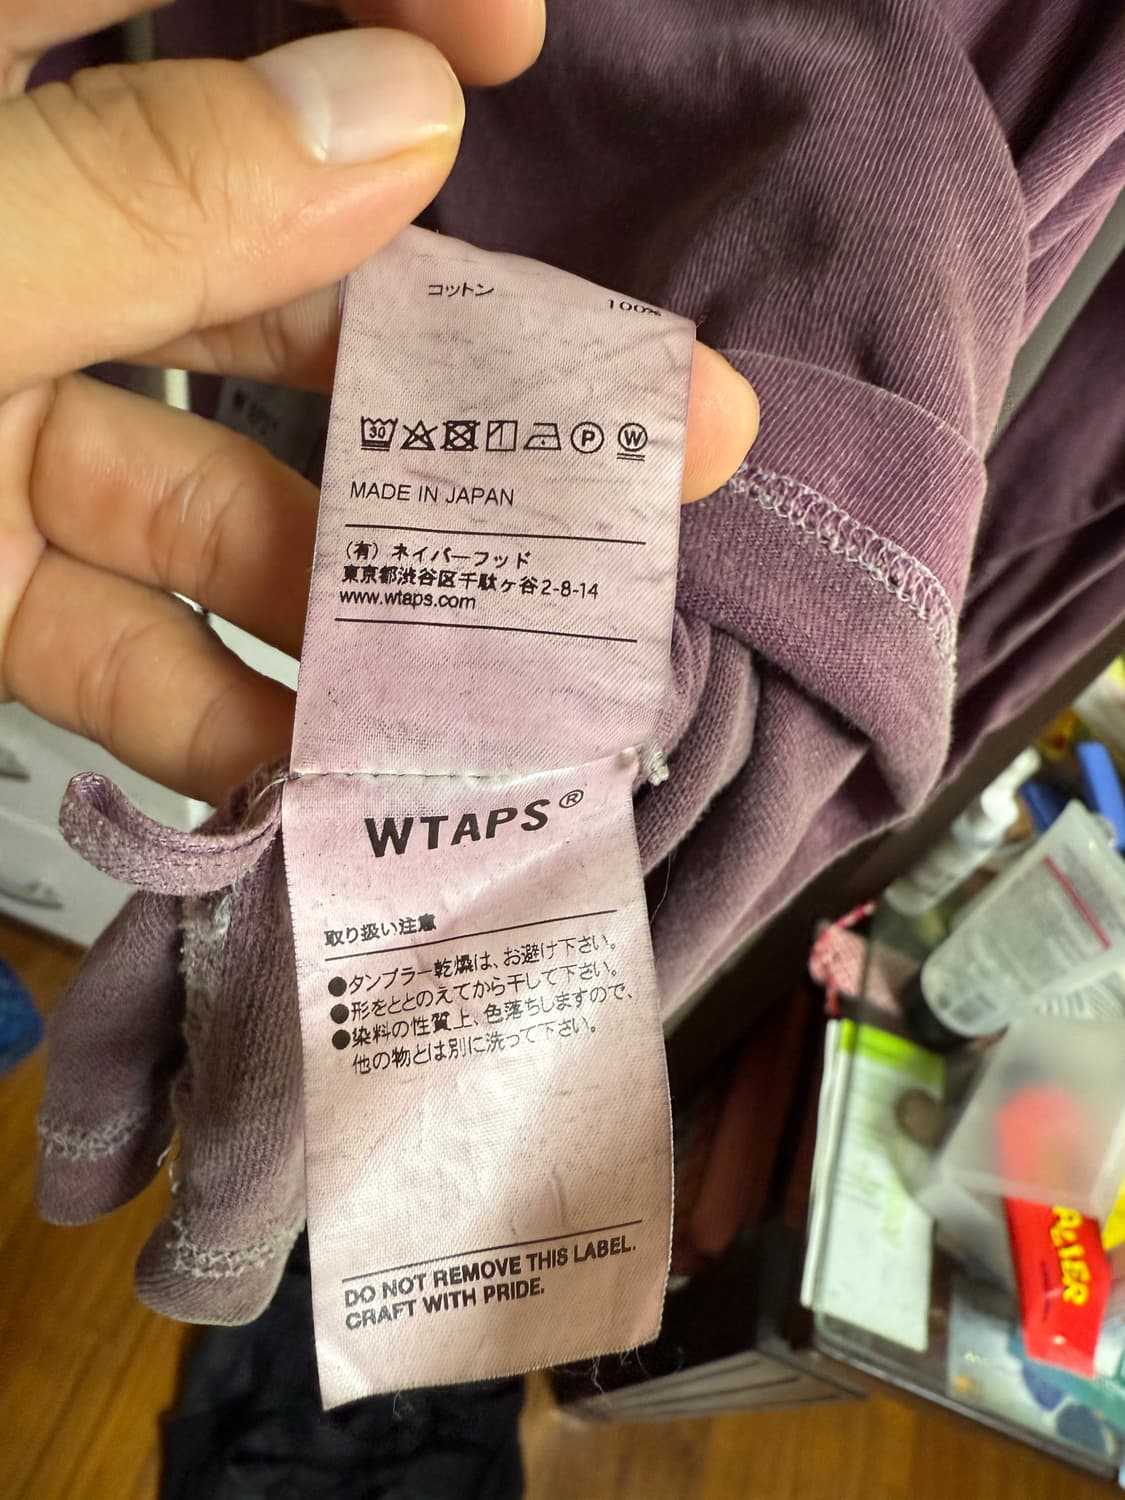 コットン 100%
30 P W
MADE IN JAPAN
(有) ネイバーフッド
東京都渋谷区千駄ヶ谷2-8-14
www.wtaps.com
WTAPS®
取り扱い注意
●タンブラー乾燥は、お避け下さい。
●形をととのえてから干して下さい。
●染料の性質上、色落ちしますので、
他の物とは別に洗って下さい。
DO NOT REMOVE THIS LABEL.
CRAFT WITH PRIDE.